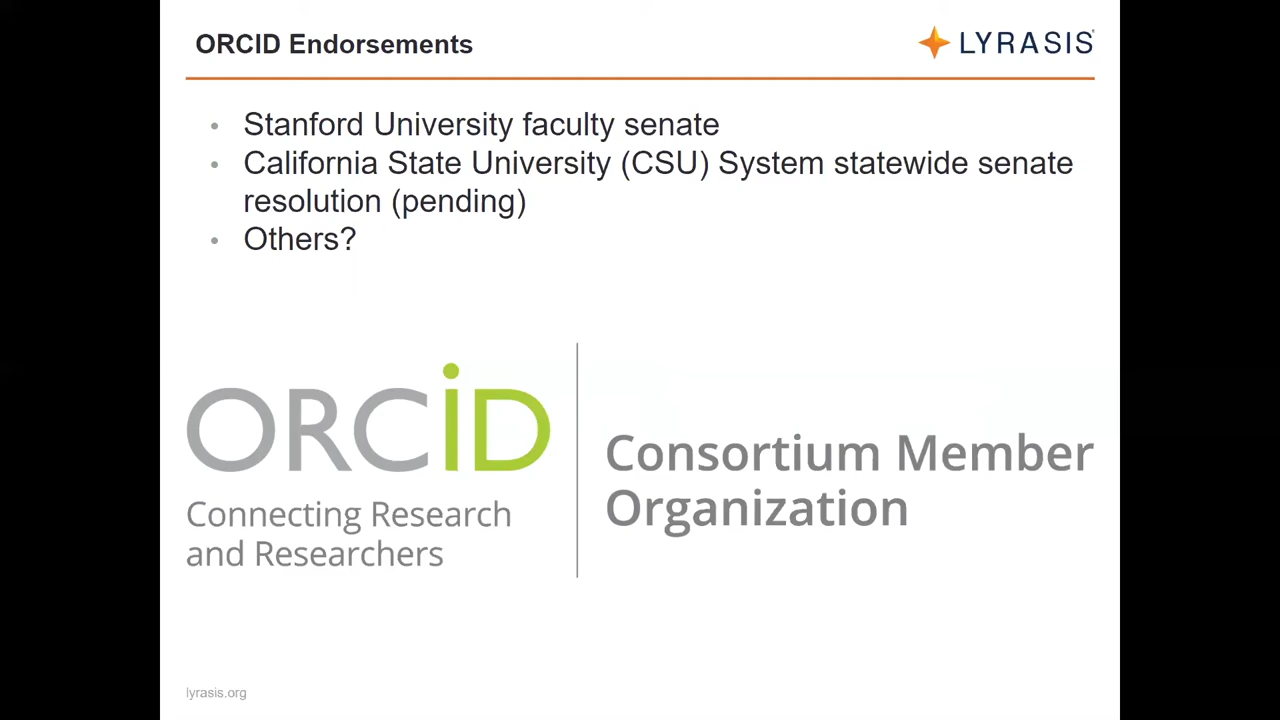 ORCID Endorsements
LYRASIS
• Stanford University faculty senate
• California State University (CSU) System statewide senate
resolution (pending)
• Others?
ORCiD
Connecting Research
and Researchers
Consortium Member
Organization
lyrasis.org